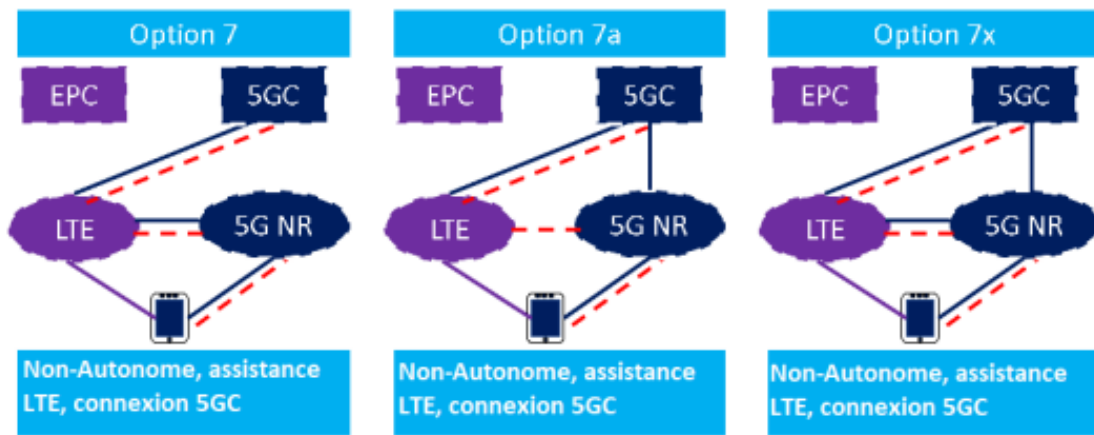 Option 7
Option 7a
Option 7x
EPC
5GC
EPC
5GC
EPC
5GC
LTE
5G NR
LTE
5G NR
LTE
5G NR
Non-Autonome, assistance
LTE, connexion 5GC
Non-Autonome, assistance
LTE, connexion 5GC
Non-Autonome, assistance
LTE, connexion 5GC